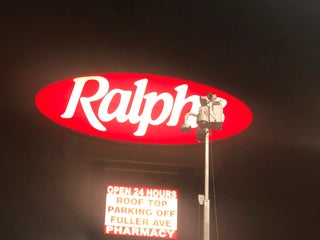 Ralphs
OPEN 24 HOURS
ROOF TOP
PARKING OFF
FULLER AVE
PHARMACY